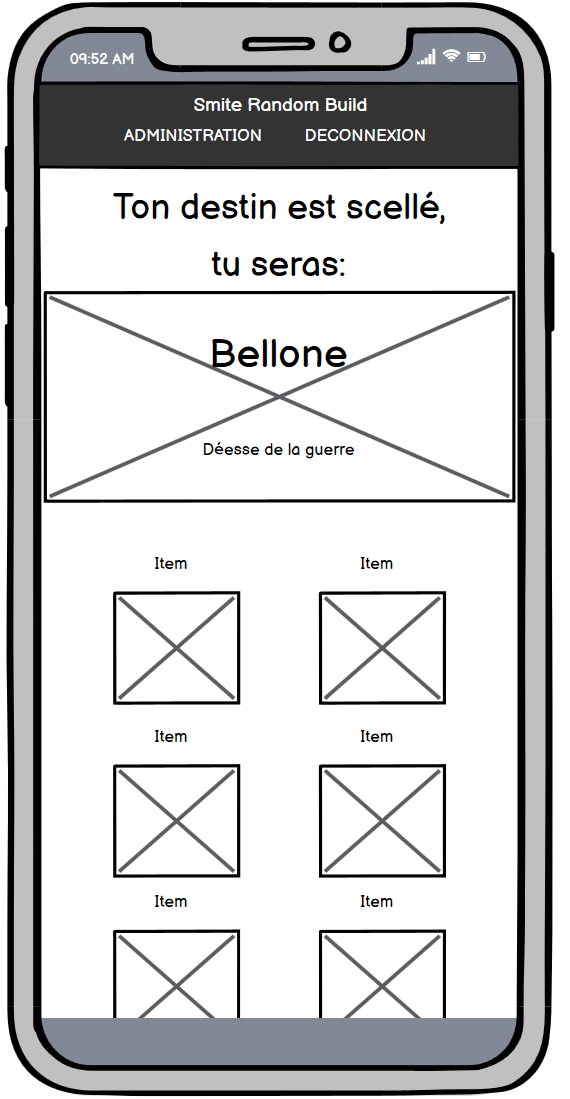 09:52 AM
Smite Random Build
ADMINISTRATION DECONNEXION
Ton destin est scellé,
tu seras:
Bellone
Déesse de la guerre
Item Item
Item Item
Item Item